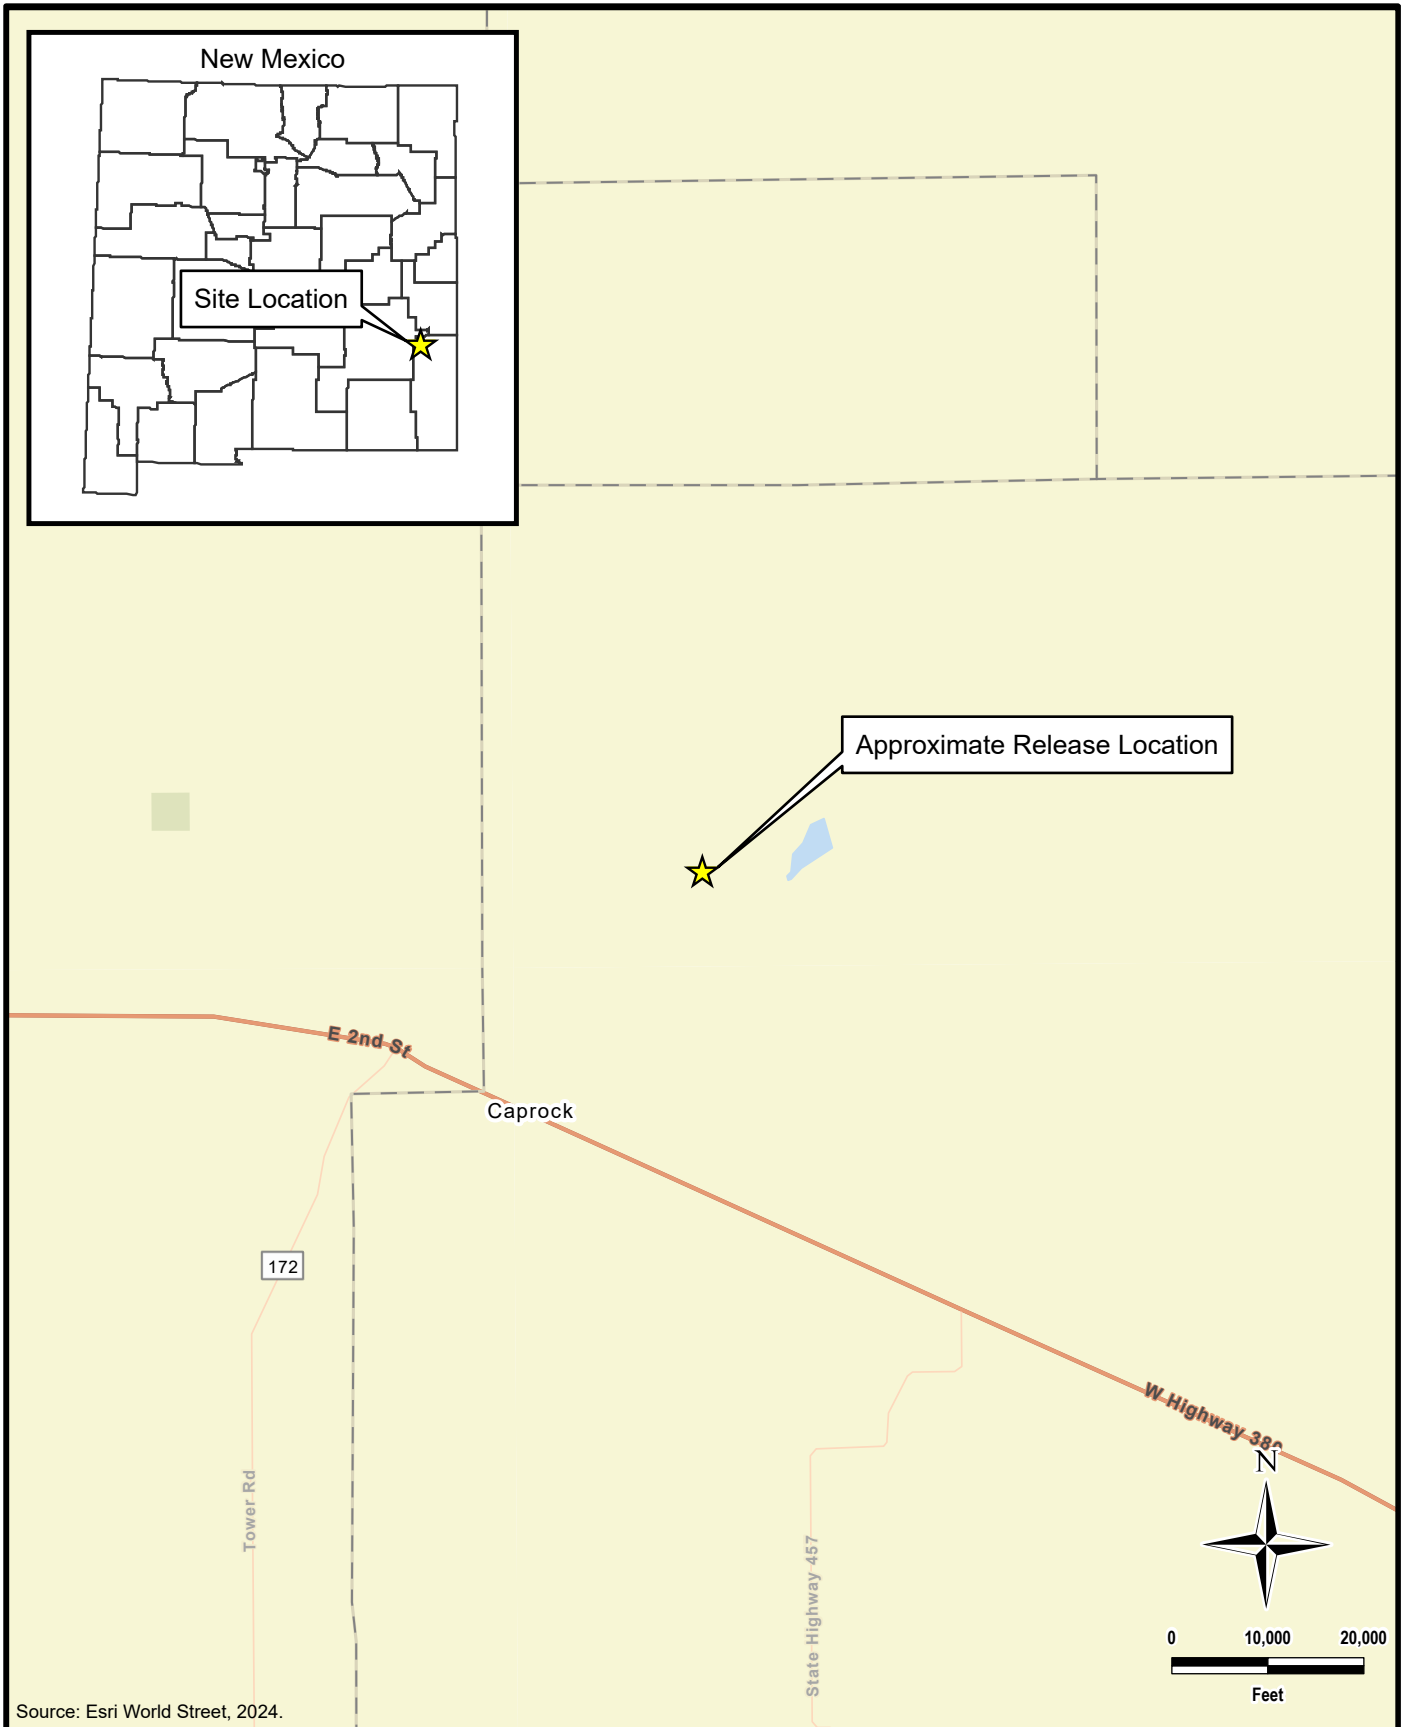 New Mexico
Site Location
Approximate Release Location
E 2nd St
Caprock
172
W Highway 380
N
Tower Rd
State Highway 457
0 10,000 20,000
Feet
Source: Esri World Street, 2024.